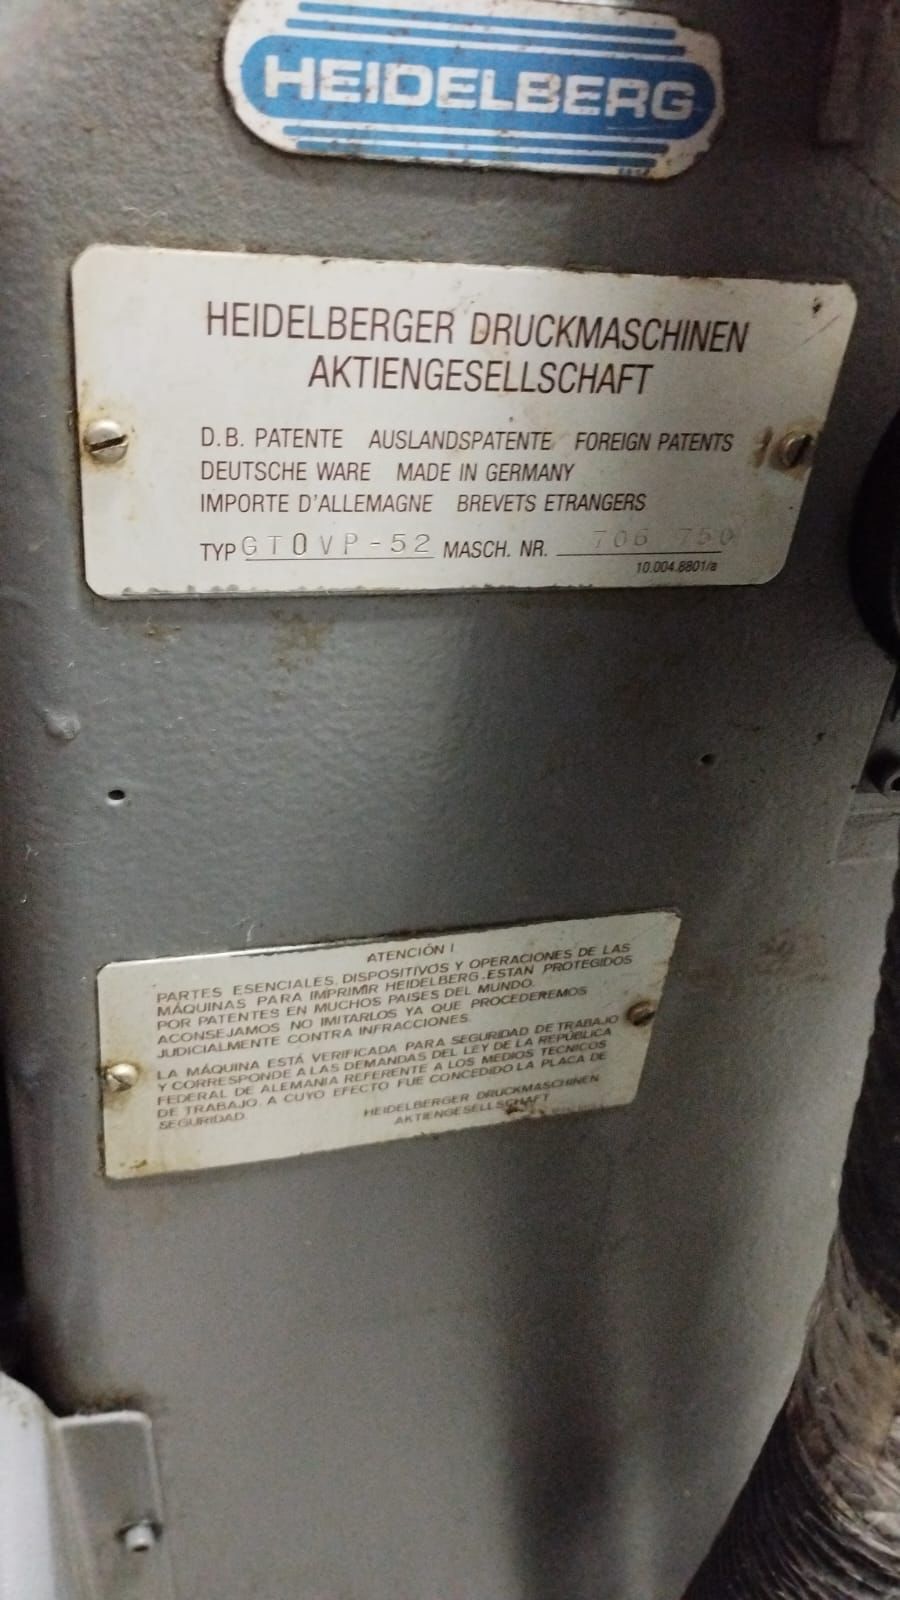 HEIDELBERG
HEIDELBERGER DRUCKMASCHINEN
AKTIENGESELLSCHAFT
D.B. PATENTE AUSLANDSPATENTE FOREIGN PATENTS
DEUTSCHE WARE MADE IN GERMANY
IMPORTE D'ALLEMAGNE BREVETS ETRANGERS
TYP GTOVP-52 MASCH. NR. 706 750
10.004.8801/a
ATENCIÓN !
PARTES ESENCIALES, DISPOSITIVOS Y OPERACIONES DE LAS
MÁQUINAS PARA IMPRIMIR HEIDELBERG, ESTAN PROTEGIDOS
POR PATENTES EN MUCHOS PAISES DEL MUNDO.
ACONSEJAMOS NO IMITARLOS YA QUE PROCEDEREMOS
JUDICIALMENTE CONTRA INFRACCIONES.
LA MÁQUINA ESTÁ VERIFICADA PARA SEGURIDAD DE TRABAJO
Y CORRESPONDE A LAS DEMANDAS DEL LEY DE LA REPÚBLICA
FEDERAL DE ALEMANIA REFERENTE A LOS MEDIOS TECNICOS
DE TRABAJO. A CUYO EFECTO FUE CONCEDIDO LA PLACA DE
SEGURIDAD.
HEIDELBERGER DRUCKMASCHINEN
AKTIENGESELLSCHAFT